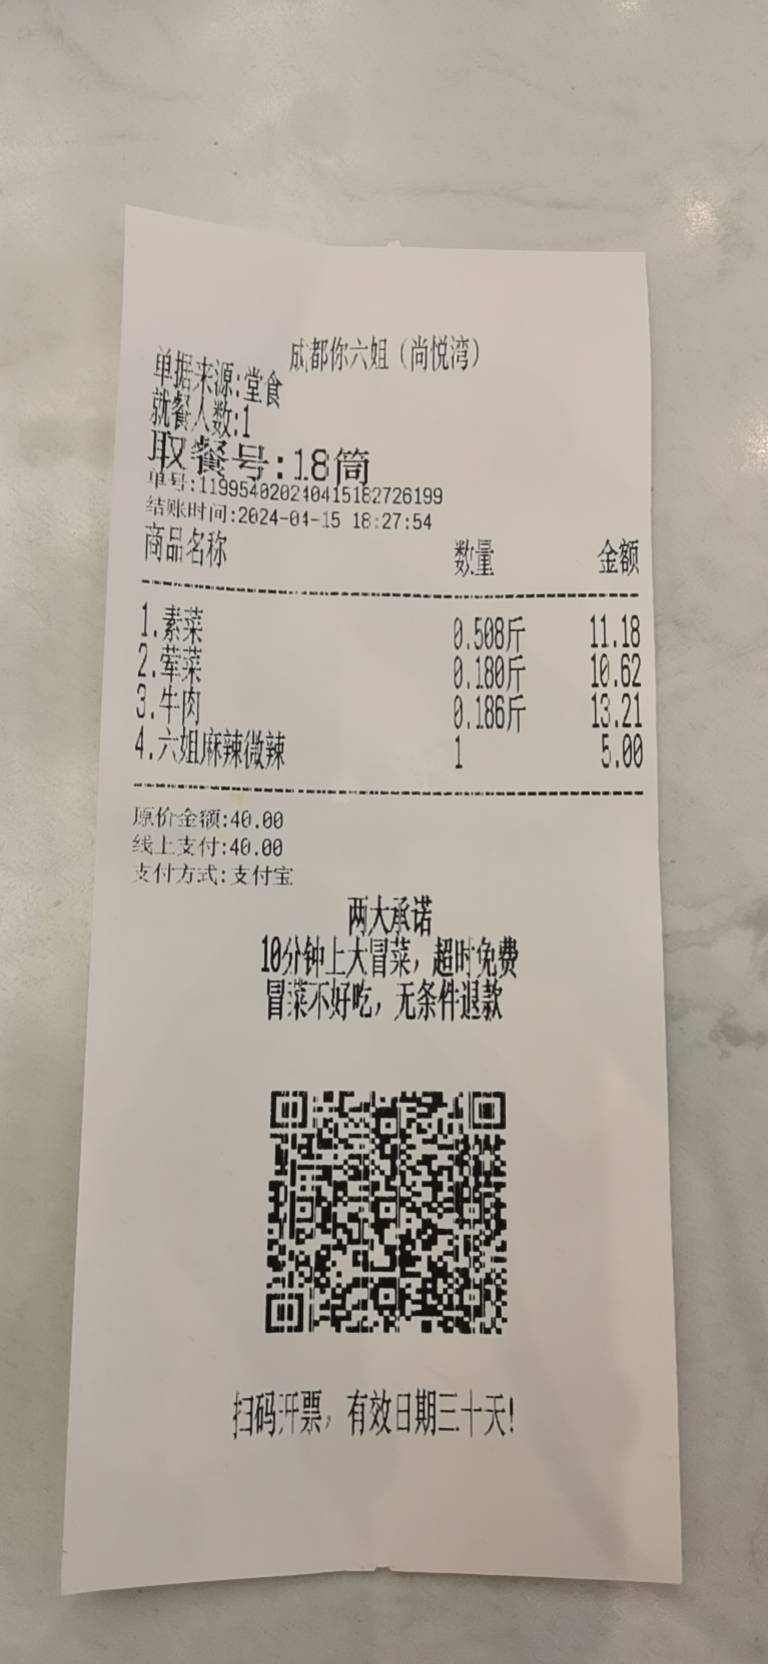 成都你六姐（尚悦湾）
单据来源:堂食
就餐人数:1
取餐号:18筒
单号:11995402024041518272619​9
结账时间:2024-04-15 18:27:54
商品名称 数量 金额
1.素菜 0.508斤 11.18
2.荤菜 0.180斤 10.62
3.牛肉 0.186斤 13.21
4.六姐麻辣微辣 1 5.00
原价金额:40.00
线上支付:40.00
支付方式:支付宝
两大承诺
10分钟上大冒菜，超时免费
冒菜不好吃，无条件退款
扫码开票，有效日期三十天!